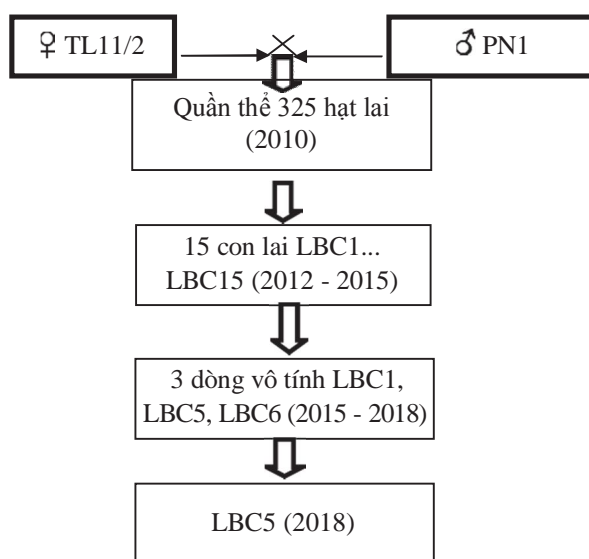 ♀ TL11/2
♂ PN1
Quần thể 325 hạt lai
(2010)
15 con lai LBC1...
LBC15 (2012 - 2015)
3 dòng vô tính LBC1,
LBC5, LBC6 (2015 - 2018)
LBC5 (2018)